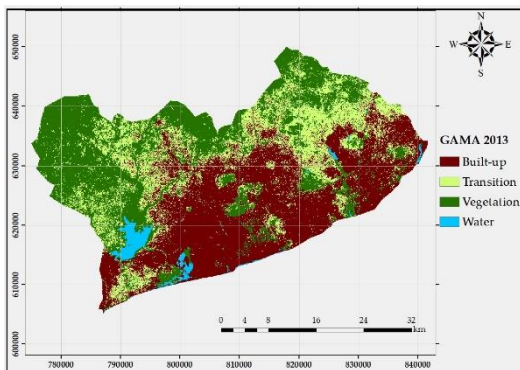 N
W E
S
GAMA 2013
Built-up
Transition
Vegetation
Water
0 2 4 8 16 24 32
km
650000
640000
630000
620000
610000
600000
780000 790000 800000 810000 820000 830000 840000